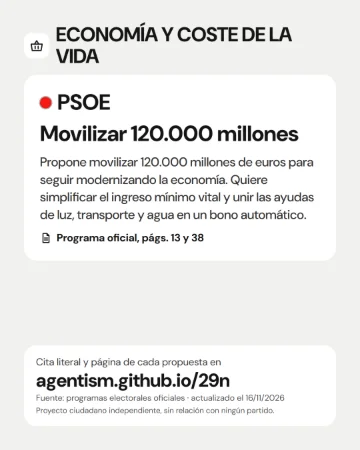 ECONOMÍA Y COSTE DE LA
VIDA
PSOE
Movilizar 120.000 millones
Propone movilizar 120.000 millones de euros para
seguir modernizando la economía. Quiere
simplificar el ingreso mínimo vital y unir las ayudas
de luz, transporte y agua en un bono automático.
Programa oficial, págs. 13 y 38
Cita literal y página de cada propuesta en
agentism.github.io/29n
Fuente: programas electorales oficiales · actualizado el 16/11/2026
Proyecto ciudadano independiente, sin relación con ningún partido.